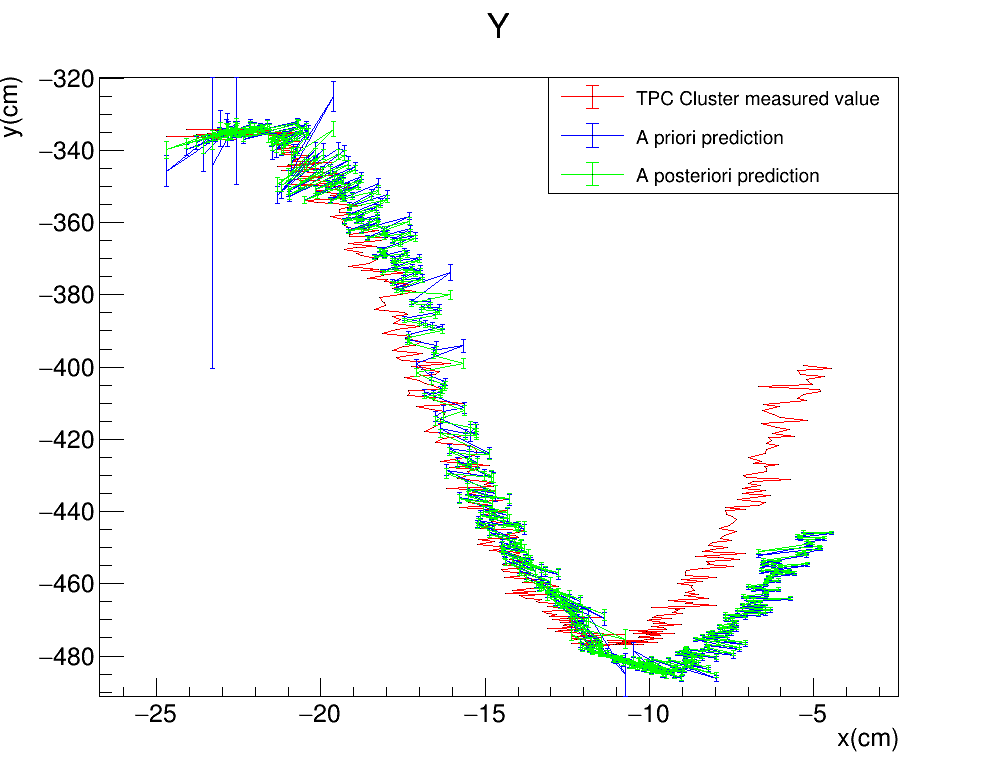 Y
y(cm)
−320
−340
−360
−380
−400
−420
−440
−460
−480
TPC Cluster measured value
A priori prediction
A posteriori prediction
−25
−20
−15
−10
−5
x(cm)